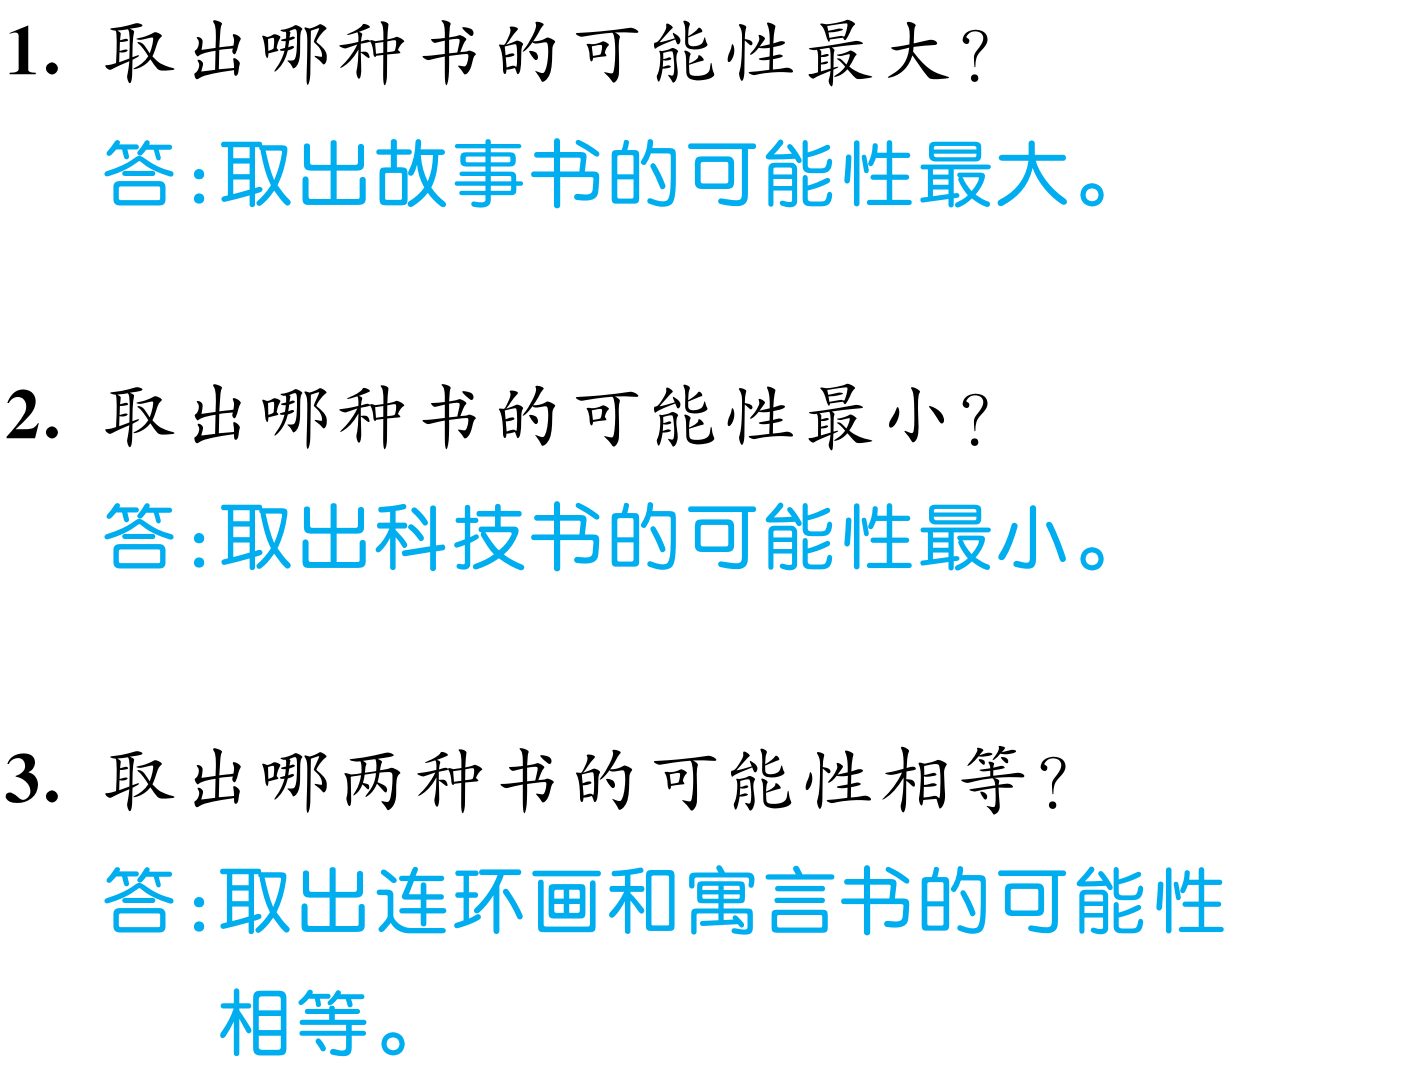 1. 取出哪种书的可能性最大?
答:取出故事书的可能性最大。
2. 取出哪种书的可能性最小?
答:取出科技书的可能性最小。
3. 取出哪两种书的可能性相等?
答:取出连环画和寓言书的可能性
相等。